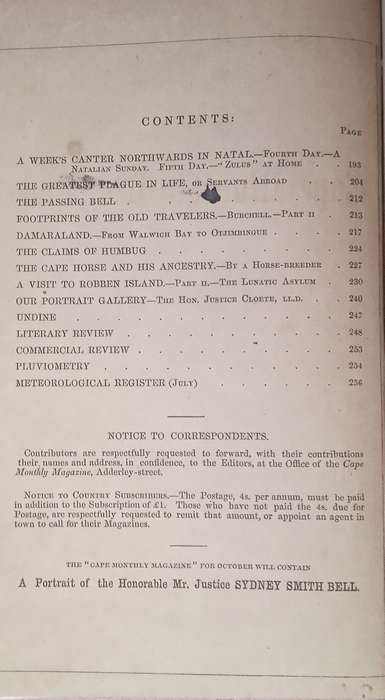 CONTENTS:
PAGE
A WEEK'S CANTER NORTHWARDS IN NATAL.—FOURTH DAY.—A
NATALIAN SUNDAY. FIFTH DAY.—"ZULUS" AT HOME . . 193
THE GREATEST PLAGUE IN LIFE, OR SERVANTS ABROAD . . 204
THE PASSING BELL . . . . . . . 212
FOOTPRINTS OF THE OLD TRAVELERS.—BURCHELL.—PART II . 213
DAMARALAND.—FROM WALWICH BAY TO OTJIMBINGUE . . . 217
THE CLAIMS OF HUMBUG . . . . . . . 224
THE CAPE HORSE AND HIS ANCESTRY.—BY A HORSE-BREEDER . 227
A VISIT TO ROBBEN ISLAND.—PART II.—THE LUNATIC ASYLUM . 230
OUR PORTRAIT GALLERY—THE HON. JUSTICE CLOETE, LL.D. . . 240
UNDINE . . . . . . . . . 247
LITERARY REVIEW . . . . . . . . 248
COMMERCIAL REVIEW . . . . . . . . 253
PLUVIOMETRY . . . . . . . . . 254
METEOROLOGICAL REGISTER (JULY) . . . . . . 256
NOTICE TO CORRESPONDENTS.
Contributors are respectfully requested to forward, with their contributions
their names and address, in confidence, to the Editors, at the Office of the Cape
Monthly Magazine, Adderley-street.
NOTICE TO COUNTRY SUBSCRIBERS.—The Postage, 4s. per annum, must be paid
in addition to the Subscription of £1. Those who have not paid the 4s. due for
Postage, are respectfully requested to remit that amount, or appoint an agent in
town to call for their Magazines.
THE "CAPE MONTHLY MAGAZINE" FOR OCTOBER WILL CONTAIN
A Portrait of the Honorable Mr. Justice SYDNEY SMITH BELL.